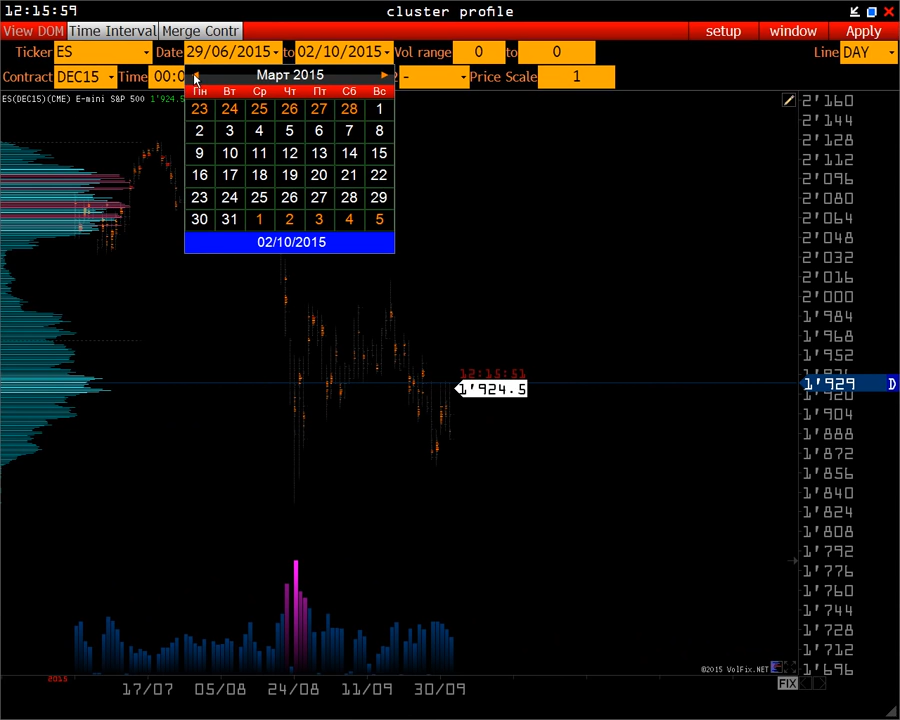 12:15:59 cluster profile
View DOM Time Interval Merge Contr setup window Apply
Ticker ES Date 29/06/2015 to 02/10/2015 Vol range 0 to 0 Line DAY
Contract DEC15 Time 00:0 - Price Scale 1
Март 2015
Пн Вт Ср Чт Пт Сб Вс
23 24 25 26 27 28 1
2 3 4 5 6 7 8
9 10 11 12 13 14 15
16 17 18 19 20 21 22
23 24 25 26 27 28 29
30 31 1 2 3 4 5
02/10/2015
ES(DEC15)(CME) E-mini S&P 500 1'924.5
2'160
2'144
2'128
2'112
2'096
2'080
2'064
2'048
2'032
2'016
2'000
1'984
1'968
1'952
12:15:51
1'924.5
1'929 D
1'920
1'904
1'888
1'872
1'856
1'840
1'824
1'808
1'792
1'776
1'760
1'744
1'728
1'712
1'696
©2015 VolFix.NET
2015
17/07 05/08 24/08 11/09 30/09
FIX